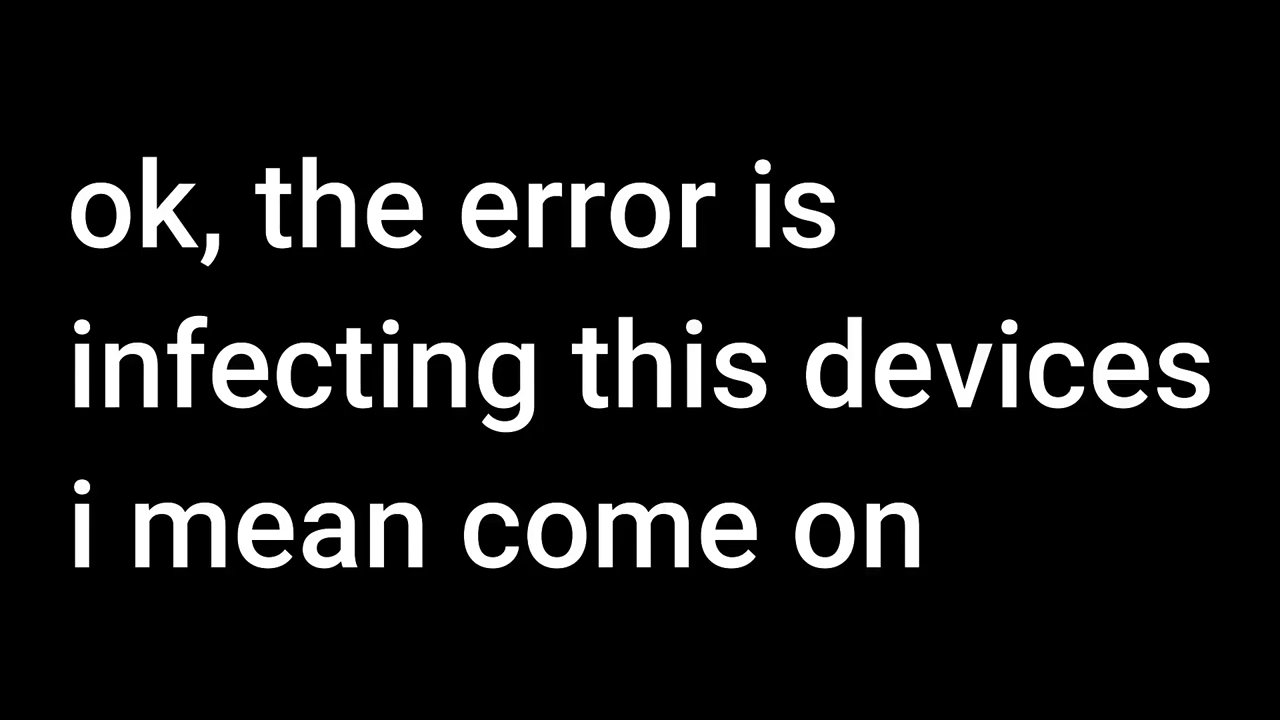 ok, the error is
infecting this devices
i mean come on